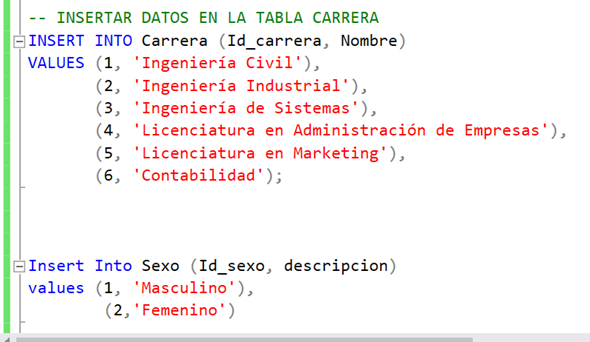 -- INSERTAR DATOS EN LA TABLA CARRERA
INSERT INTO Carrera (Id_carrera, Nombre)
VALUES (1, 'Ingeniería Civil'),
(2, 'Ingeniería Industrial'),
(3, 'Ingeniería de Sistemas'),
(4, 'Licenciatura en Administración de Empresas'),
(5, 'Licenciatura en Marketing'),
(6, 'Contabilidad');
Insert Into Sexo (Id_sexo, descripcion)
values (1, 'Masculino'),
(2,'Femenino')